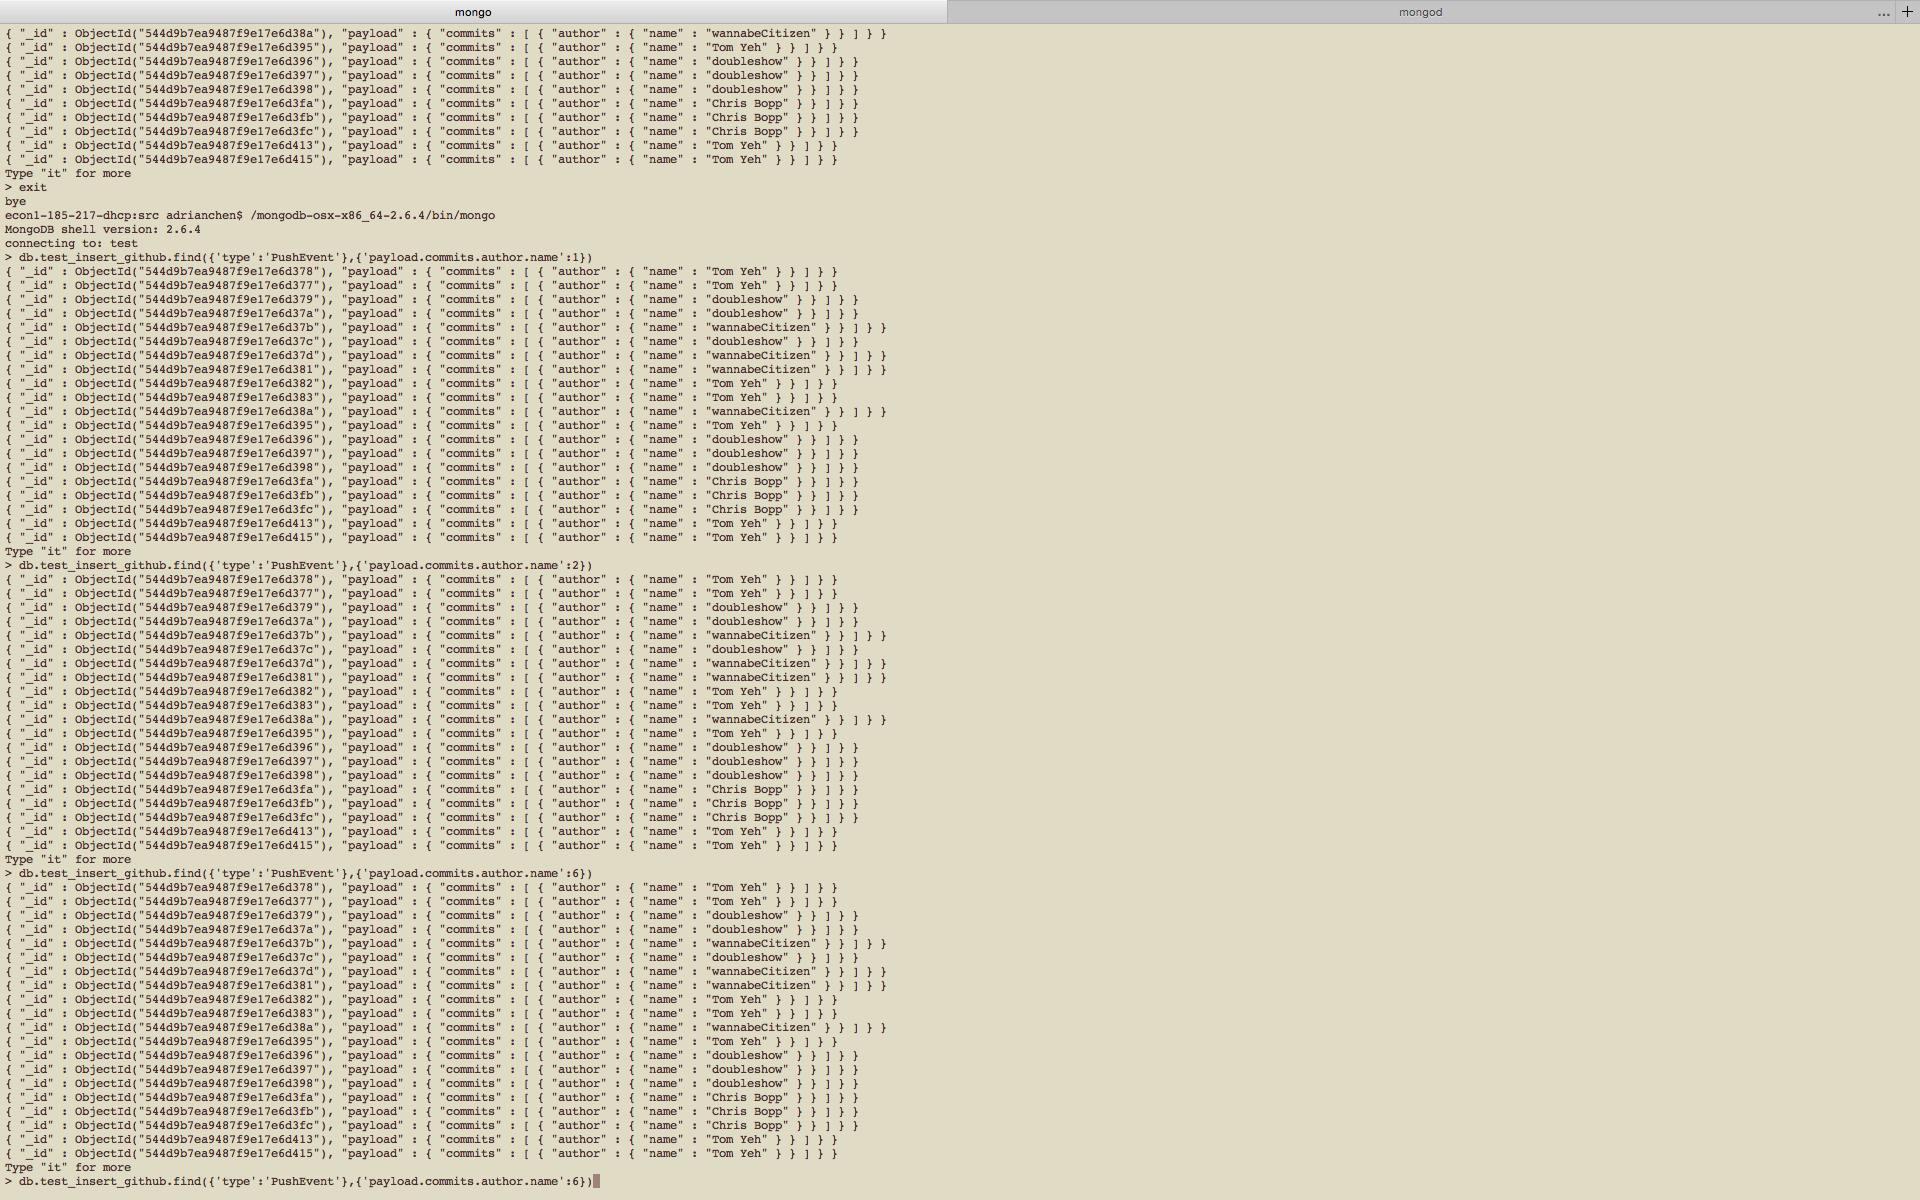 mongo
mongod
... +
{ "_id" : ObjectId("544d9b7ea9487f9e17e6d38a"), "payload" : { "commits" : [ { "author" : { "name" : "wannabeCitizen" } } ] } }
{ "_id" : ObjectId("544d9b7ea9487f9e17e6d395"), "payload" : { "commits" : [ { "author" : { "name" : "Tom Yeh" } } ] } }
{ "_id" : ObjectId("544d9b7ea9487f9e17e6d396"), "payload" : { "commits" : [ { "author" : { "name" : "doubleshow" } } ] } }
{ "_id" : ObjectId("544d9b7ea9487f9e17e6d397"), "payload" : { "commits" : [ { "author" : { "name" : "doubleshow" } } ] } }
{ "_id" : ObjectId("544d9b7ea9487f9e17e6d398"), "payload" : { "commits" : [ { "author" : { "name" : "doubleshow" } } ] } }
{ "_id" : ObjectId("544d9b7ea9487f9e17e6d3fa"), "payload" : { "commits" : [ { "author" : { "name" : "Chris Bopp" } } ] } }
{ "_id" : ObjectId("544d9b7ea9487f9e17e6d3fb"), "payload" : { "commits" : [ { "author" : { "name" : "Chris Bopp" } } ] } }
{ "_id" : ObjectId("544d9b7ea9487f9e17e6d3fc"), "payload" : { "commits" : [ { "author" : { "name" : "Chris Bopp" } } ] } }
{ "_id" : ObjectId("544d9b7ea9487f9e17e6d413"), "payload" : { "commits" : [ { "author" : { "name" : "Tom Yeh" } } ] } }
{ "_id" : ObjectId("544d9b7ea9487f9e17e6d415"), "payload" : { "commits" : [ { "author" : { "name" : "Tom Yeh" } } ] } }
Type "it" for more
> exit
bye
econ1-185-217-dhcp:src adrianchen$ /mongodb-osx-x86_64-2.6.4/bin/mongo
MongoDB shell version: 2.6.4
connecting to: test
> db.test_insert_github.find({'type':'PushEvent'},{'payload.commits.author.name':1})
{ "_id" : ObjectId("544d9b7ea9487f9e17e6d378"), "payload" : { "commits" : [ { "author" : { "name" : "Tom Yeh" } } ] } }
{ "_id" : ObjectId("544d9b7ea9487f9e17e6d377"), "payload" : { "commits" : [ { "author" : { "name" : "Tom Yeh" } } ] } }
{ "_id" : ObjectId("544d9b7ea9487f9e17e6d379"), "payload" : { "commits" : [ { "author" : { "name" : "doubleshow" } } ] } }
{ "_id" : ObjectId("544d9b7ea9487f9e17e6d37a"), "payload" : { "commits" : [ { "author" : { "name" : "doubleshow" } } ] } }
{ "_id" : ObjectId("544d9b7ea9487f9e17e6d37b"), "payload" : { "commits" : [ { "author" : { "name" : "wannabeCitizen" } } ] } }
{ "_id" : ObjectId("544d9b7ea9487f9e17e6d37c"), "payload" : { "commits" : [ { "author" : { "name" : "doubleshow" } } ] } }
{ "_id" : ObjectId("544d9b7ea9487f9e17e6d37d"), "payload" : { "commits" : [ { "author" : { "name" : "wannabeCitizen" } } ] } }
{ "_id" : ObjectId("544d9b7ea9487f9e17e6d381"), "payload" : { "commits" : [ { "author" : { "name" : "wannabeCitizen" } } ] } }
{ "_id" : ObjectId("544d9b7ea9487f9e17e6d382"), "payload" : { "commits" : [ { "author" : { "name" : "Tom Yeh" } } ] } }
{ "_id" : ObjectId("544d9b7ea9487f9e17e6d383"), "payload" : { "commits" : [ { "author" : { "name" : "Tom Yeh" } } ] } }
{ "_id" : ObjectId("544d9b7ea9487f9e17e6d38a"), "payload" : { "commits" : [ { "author" : { "name" : "wannabeCitizen" } } ] } }
{ "_id" : ObjectId("544d9b7ea9487f9e17e6d395"), "payload" : { "commits" : [ { "author" : { "name" : "Tom Yeh" } } ] } }
{ "_id" : ObjectId("544d9b7ea9487f9e17e6d396"), "payload" : { "commits" : [ { "author" : { "name" : "doubleshow" } } ] } }
{ "_id" : ObjectId("544d9b7ea9487f9e17e6d397"), "payload" : { "commits" : [ { "author" : { "name" : "doubleshow" } } ] } }
{ "_id" : ObjectId("544d9b7ea9487f9e17e6d398"), "payload" : { "commits" : [ { "author" : { "name" : "doubleshow" } } ] } }
{ "_id" : ObjectId("544d9b7ea9487f9e17e6d3fa"), "payload" : { "commits" : [ { "author" : { "name" : "Chris Bopp" } } ] } }
{ "_id" : ObjectId("544d9b7ea9487f9e17e6d3fb"), "payload" : { "commits" : [ { "author" : { "name" : "Chris Bopp" } } ] } }
{ "_id" : ObjectId("544d9b7ea9487f9e17e6d3fc"), "payload" : { "commits" : [ { "author" : { "name" : "Chris Bopp" } } ] } }
{ "_id" : ObjectId("544d9b7ea9487f9e17e6d413"), "payload" : { "commits" : [ { "author" : { "name" : "Tom Yeh" } } ] } }
{ "_id" : ObjectId("544d9b7ea9487f9e17e6d415"), "payload" : { "commits" : [ { "author" : { "name" : "Tom Yeh" } } ] } }
Type "it" for more
> db.test_insert_github.find({'type':'PushEvent'},{'payload.commits.author.name':2})
{ "_id" : ObjectId("544d9b7ea9487f9e17e6d378"), "payload" : { "commits" : [ { "author" : { "name" : "Tom Yeh" } } ] } }
{ "_id" : ObjectId("544d9b7ea9487f9e17e6d377"), "payload" : { "commits" : [ { "author" : { "name" : "Tom Yeh" } } ] } }
{ "_id" : ObjectId("544d9b7ea9487f9e17e6d379"), "payload" : { "commits" : [ { "author" : { "name" : "doubleshow" } } ] } }
{ "_id" : ObjectId("544d9b7ea9487f9e17e6d37a"), "payload" : { "commits" : [ { "author" : { "name" : "doubleshow" } } ] } }
{ "_id" : ObjectId("544d9b7ea9487f9e17e6d37b"), "payload" : { "commits" : [ { "author" : { "name" : "wannabeCitizen" } } ] } }
{ "_id" : ObjectId("544d9b7ea9487f9e17e6d37c"), "payload" : { "commits" : [ { "author" : { "name" : "doubleshow" } } ] } }
{ "_id" : ObjectId("544d9b7ea9487f9e17e6d37d"), "payload" : { "commits" : [ { "author" : { "name" : "wannabeCitizen" } } ] } }
{ "_id" : ObjectId("544d9b7ea9487f9e17e6d381"), "payload" : { "commits" : [ { "author" : { "name" : "wannabeCitizen" } } ] } }
{ "_id" : ObjectId("544d9b7ea9487f9e17e6d382"), "payload" : { "commits" : [ { "author" : { "name" : "Tom Yeh" } } ] } }
{ "_id" : ObjectId("544d9b7ea9487f9e17e6d383"), "payload" : { "commits" : [ { "author" : { "name" : "Tom Yeh" } } ] } }
{ "_id" : ObjectId("544d9b7ea9487f9e17e6d38a"), "payload" : { "commits" : [ { "author" : { "name" : "wannabeCitizen" } } ] } }
{ "_id" : ObjectId("544d9b7ea9487f9e17e6d395"), "payload" : { "commits" : [ { "author" : { "name" : "Tom Yeh" } } ] } }
{ "_id" : ObjectId("544d9b7ea9487f9e17e6d396"), "payload" : { "commits" : [ { "author" : { "name" : "doubleshow" } } ] } }
{ "_id" : ObjectId("544d9b7ea9487f9e17e6d397"), "payload" : { "commits" : [ { "author" : { "name" : "doubleshow" } } ] } }
{ "_id" : ObjectId("544d9b7ea9487f9e17e6d398"), "payload" : { "commits" : [ { "author" : { "name" : "doubleshow" } } ] } }
{ "_id" : ObjectId("544d9b7ea9487f9e17e6d3fa"), "payload" : { "commits" : [ { "author" : { "name" : "Chris Bopp" } } ] } }
{ "_id" : ObjectId("544d9b7ea9487f9e17e6d3fb"), "payload" : { "commits" : [ { "author" : { "name" : "Chris Bopp" } } ] } }
{ "_id" : ObjectId("544d9b7ea9487f9e17e6d3fc"), "payload" : { "commits" : [ { "author" : { "name" : "Chris Bopp" } } ] } }
{ "_id" : ObjectId("544d9b7ea9487f9e17e6d413"), "payload" : { "commits" : [ { "author" : { "name" : "Tom Yeh" } } ] } }
{ "_id" : ObjectId("544d9b7ea9487f9e17e6d415"), "payload" : { "commits" : [ { "author" : { "name" : "Tom Yeh" } } ] } }
Type "it" for more
> db.test_insert_github.find({'type':'PushEvent'},{'payload.commits.author.name':6})
{ "_id" : ObjectId("544d9b7ea9487f9e17e6d378"), "payload" : { "commits" : [ { "author" : { "name" : "Tom Yeh" } } ] } }
{ "_id" : ObjectId("544d9b7ea9487f9e17e6d377"), "payload" : { "commits" : [ { "author" : { "name" : "Tom Yeh" } } ] } }
{ "_id" : ObjectId("544d9b7ea9487f9e17e6d379"), "payload" : { "commits" : [ { "author" : { "name" : "doubleshow" } } ] } }
{ "_id" : ObjectId("544d9b7ea9487f9e17e6d37a"), "payload" : { "commits" : [ { "author" : { "name" : "doubleshow" } } ] } }
{ "_id" : ObjectId("544d9b7ea9487f9e17e6d37b"), "payload" : { "commits" : [ { "author" : { "name" : "wannabeCitizen" } } ] } }
{ "_id" : ObjectId("544d9b7ea9487f9e17e6d37c"), "payload" : { "commits" : [ { "author" : { "name" : "doubleshow" } } ] } }
{ "_id" : ObjectId("544d9b7ea9487f9e17e6d37d"), "payload" : { "commits" : [ { "author" : { "name" : "wannabeCitizen" } } ] } }
{ "_id" : ObjectId("544d9b7ea9487f9e17e6d381"), "payload" : { "commits" : [ { "author" : { "name" : "wannabeCitizen" } } ] } }
{ "_id" : ObjectId("544d9b7ea9487f9e17e6d382"), "payload" : { "commits" : [ { "author" : { "name" : "Tom Yeh" } } ] } }
{ "_id" : ObjectId("544d9b7ea9487f9e17e6d383"), "payload" : { "commits" : [ { "author" : { "name" : "Tom Yeh" } } ] } }
{ "_id" : ObjectId("544d9b7ea9487f9e17e6d38a"), "payload" : { "commits" : [ { "author" : { "name" : "wannabeCitizen" } } ] } }
{ "_id" : ObjectId("544d9b7ea9487f9e17e6d395"), "payload" : { "commits" : [ { "author" : { "name" : "Tom Yeh" } } ] } }
{ "_id" : ObjectId("544d9b7ea9487f9e17e6d396"), "payload" : { "commits" : [ { "author" : { "name" : "doubleshow" } } ] } }
{ "_id" : ObjectId("544d9b7ea9487f9e17e6d397"), "payload" : { "commits" : [ { "author" : { "name" : "doubleshow" } } ] } }
{ "_id" : ObjectId("544d9b7ea9487f9e17e6d398"), "payload" : { "commits" : [ { "author" : { "name" : "doubleshow" } } ] } }
{ "_id" : ObjectId("544d9b7ea9487f9e17e6d3fa"), "payload" : { "commits" : [ { "author" : { "name" : "Chris Bopp" } } ] } }
{ "_id" : ObjectId("544d9b7ea9487f9e17e6d3fb"), "payload" : { "commits" : [ { "author" : { "name" : "Chris Bopp" } } ] } }
{ "_id" : ObjectId("544d9b7ea9487f9e17e6d3fc"), "payload" : { "commits" : [ { "author" : { "name" : "Chris Bopp" } } ] } }
{ "_id" : ObjectId("544d9b7ea9487f9e17e6d413"), "payload" : { "commits" : [ { "author" : { "name" : "Tom Yeh" } } ] } }
{ "_id" : ObjectId("544d9b7ea9487f9e17e6d415"), "payload" : { "commits" : [ { "author" : { "name" : "Tom Yeh" } } ] } }
Type "it" for more
> db.test_insert_github.find({'type':'PushEvent'},{'payload.commits.author.name':6})